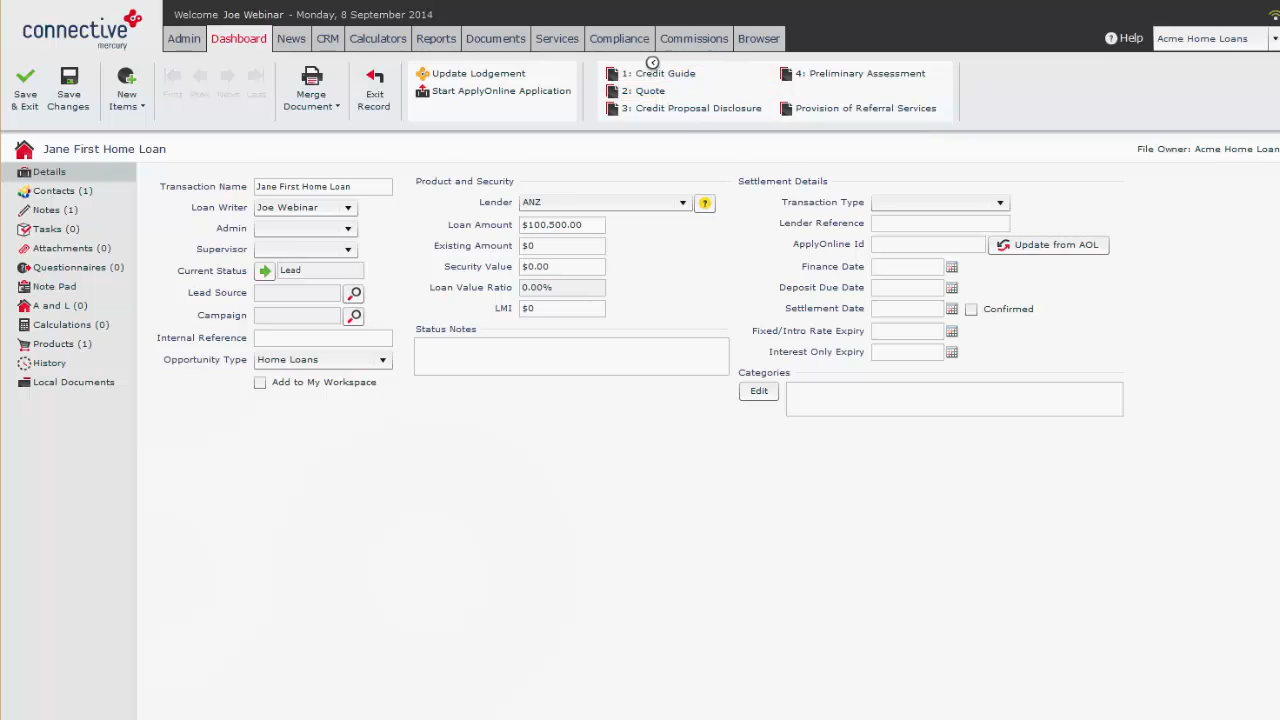 connective
mercury
Welcome Joe Webinar - Monday, 8 September 2014
Admin Dashboard News CRM Calculators Reports Documents Services Compliance Commissions Browser
Help Acme Home Loans
Save & Exit
Save Changes
New Items
First Prev Next Last
Merge Document
Exit Record
Update Lodgement
Start ApplyOnline Application
1: Credit Guide
2: Quote
3: Credit Proposal Disclosure
4: Preliminary Assessment
Provision of Referral Services
Jane First Home Loan
File Owner: Acme Home Loan
Details
Contacts (1)
Notes (1)
Tasks (0)
Attachments (0)
Questionnaires (0)
Note Pad
A and L (0)
Calculations (0)
Products (1)
History
Local Documents
Transaction Name Jane First Home Loan
Loan Writer Joe Webinar
Admin
Supervisor
Current Status Lead
Lead Source
Campaign
Internal Reference
Opportunity Type Home Loans
Add to My Workspace
Product and Security
Lender ANZ
Loan Amount $100,500.00
Existing Amount $0
Security Value $0.00
Loan Value Ratio 0.00%
LMI $0
Status Notes
Settlement Details
Transaction Type
Lender Reference
ApplyOnline Id Update from AOL
Finance Date
Deposit Due Date
Settlement Date Confirmed
Fixed/Intro Rate Expiry
Interest Only Expiry
Categories
Edit